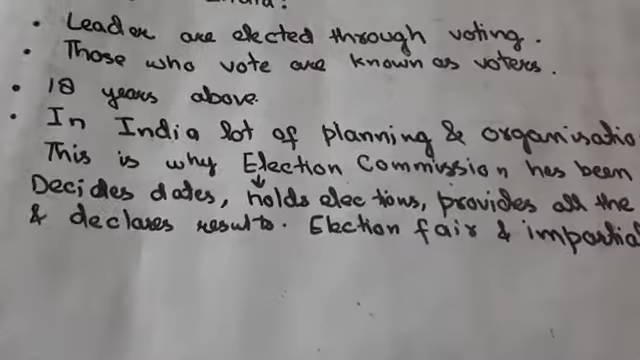 • Leader are elected through voting.
• Those who vote are known as voters.
• 18 years above.
• In India lot of planning & organisatio
This is why Election Commission has been
Decides dates, holds elections, provides all the
& declares results. Election fair & impartial